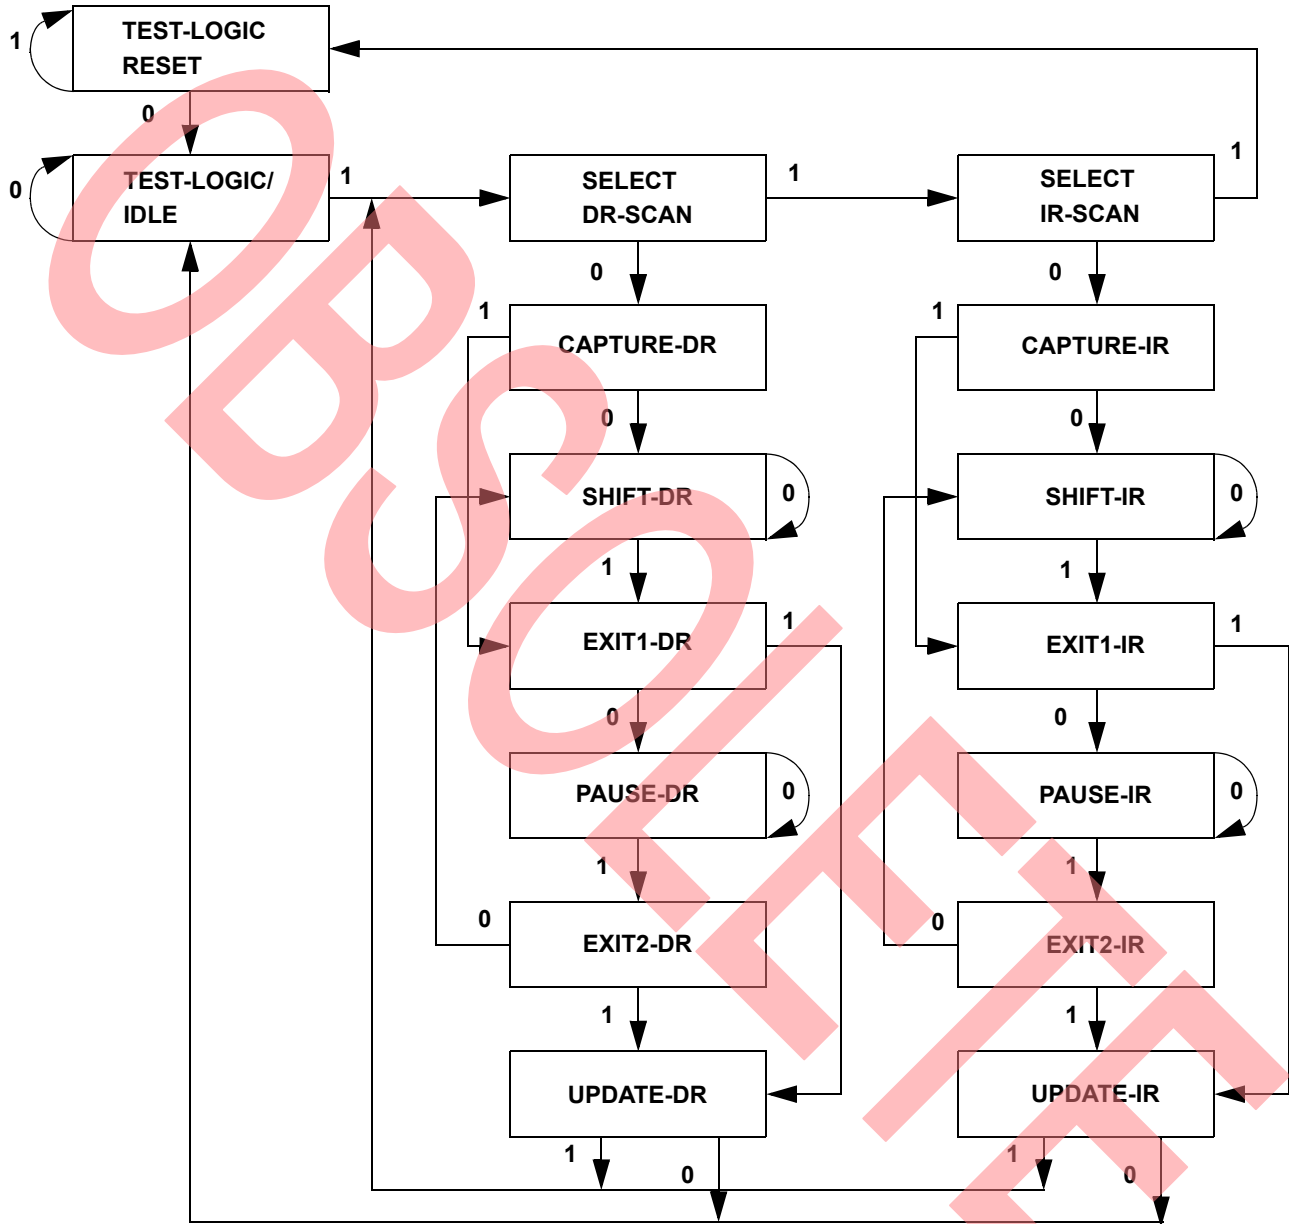 TEST-LOGIC
RESET
1
0
TEST-LOGIC/
IDLE
0
1
SELECT
DR-SCAN
1
SELECT
IR-SCAN
1
0
0
1
CAPTURE-DR
1
CAPTURE-IR
0
0
SHIFT-DR
0
SHIFT-IR
0
1
1
EXIT1-DR
1
EXIT1-IR
1
0
0
PAUSE-DR
0
PAUSE-IR
0
1
1
0
EXIT2-DR
0
EXIT2-IR
1
1
UPDATE-DR
UPDATE-IR
1
0
1
0
OBSOLETE